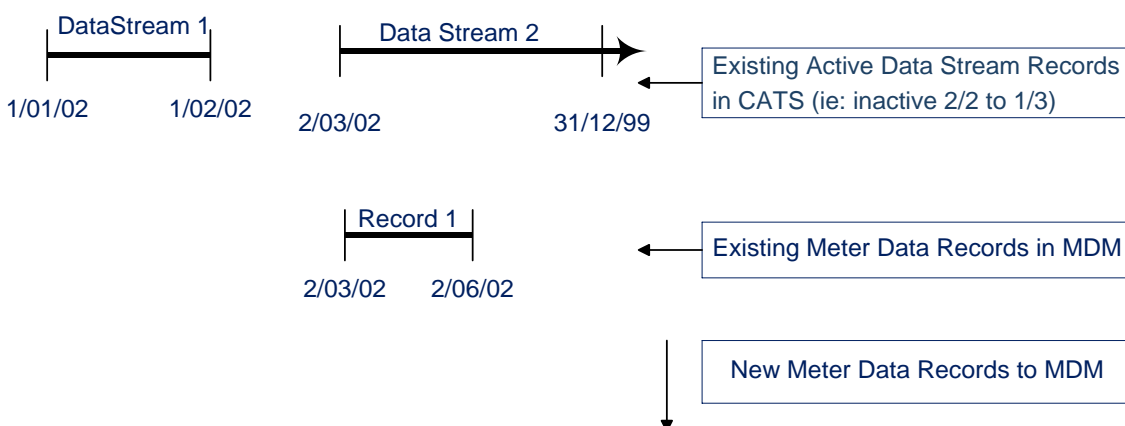 DataStream 1
Data Stream 2
1/01/02
1/02/02
2/03/02
31/12/99
Existing Active Data Stream Records
in CATS (ie: inactive 2/2 to 1/3)
Record 1
2/03/02
2/06/02
Existing Meter Data Records in MDM
New Meter Data Records to MDM